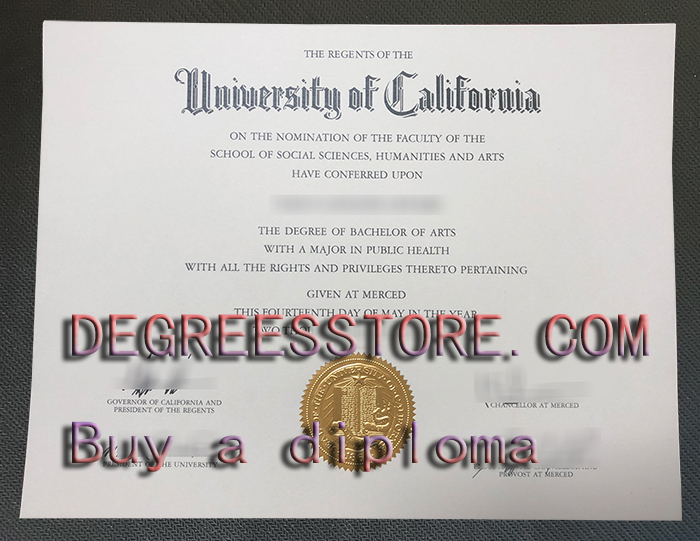 THE REGENTS OF THE
University of California
ON THE NOMINATION OF THE FACULTY OF THE
SCHOOL OF SOCIAL SCIENCES, HUMANITIES AND ARTS
HAVE CONFERRED UPON
THE DEGREE OF BACHELOR OF ARTS
WITH A MAJOR IN PUBLIC HEALTH
WITH ALL THE RIGHTS AND PRIVILEGES THERETO PERTAINING
GIVEN AT MERCED
THIS FOURTEENTH DAY OF MAY IN THE YEAR
TWO
DEGREESSTORE. COM
GOVERNOR OF CALIFORNIA AND
PRESIDENT OF THE REGENTS
CHANCELLOR AT MERCED
Buy a diploma
PRESIDENT OF THE UNIVERSITY
PROVOST AT MERCED